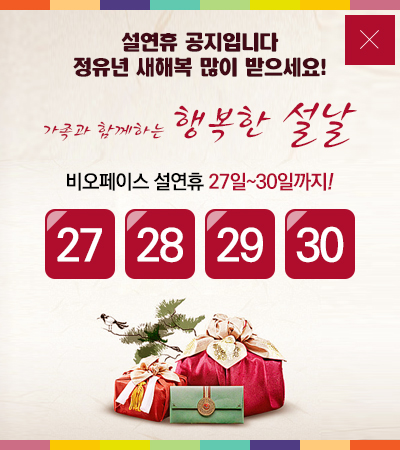 설연휴 공지입니다
정유년 새해복 많이 받으세요!
가족과 함께하는 행복한 설날
비오페이스 설연휴 27일~30일까지!
27 28 29 30